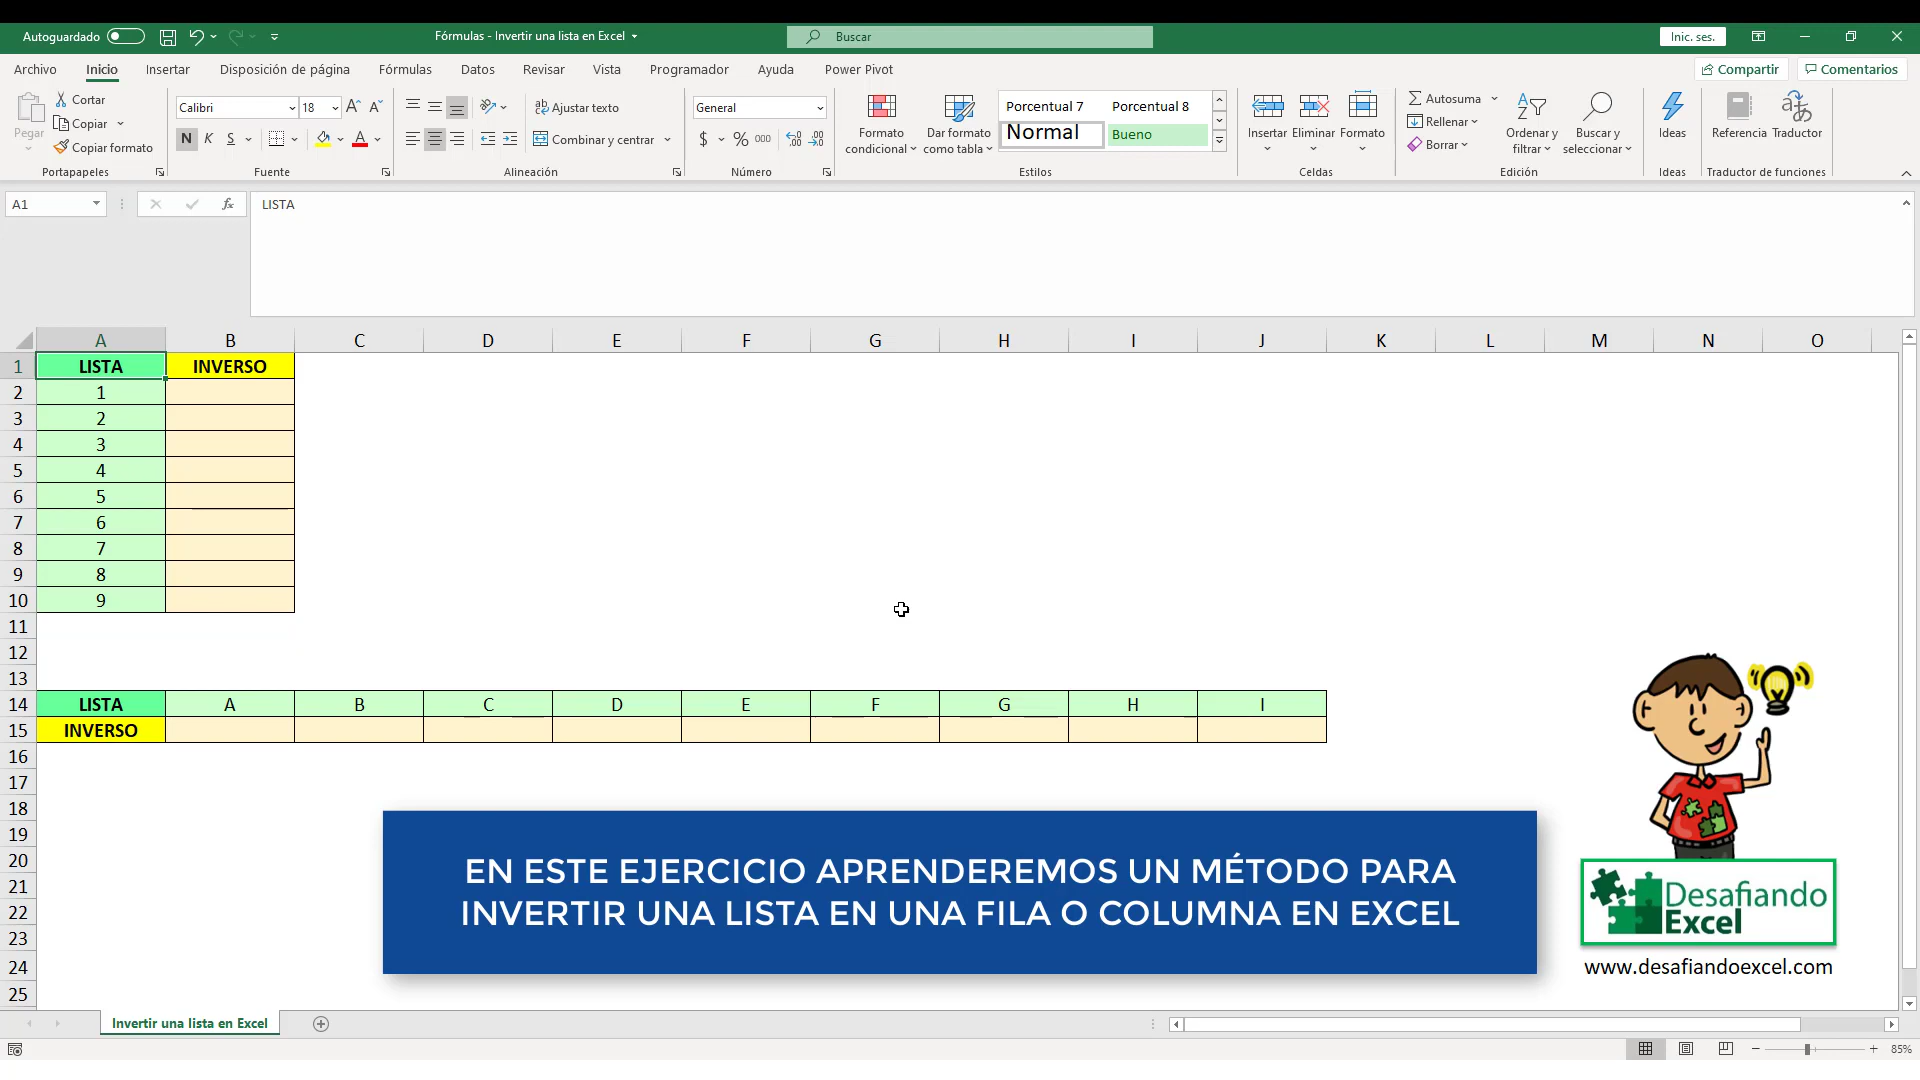 Autoguardado
Fórmulas - Invertir una lista en Excel
Buscar
Inic. ses.
Archivo Inicio Insertar Disposición de página Fórmulas Datos Revisar Vista Programador Ayuda Power Pivot
Compartir Comentarios
Pegar
Cortar
Copiar
Copiar formato
Portapapeles
Calibri 18
N K S
Fuente
Ajustar texto
Combinar y centrar
Alineación
General
$ % 000
Número
Formato condicional
Dar formato como tabla
Porcentual 7 Porcentual 8
Normal Bueno
Estilos
Insertar Eliminar Formato
Celdas
Autosuma
Rellenar
Borrar
Ordenar y filtrar
Buscar y seleccionar
Edición
Ideas
Ideas
Referencia Traductor
Traductor de funciones
A1 fx LISTA
A B C D E F G H I J K L M N O
1 LISTA INVERSO
2 1
3 2
4 3
5 4
6 5
7 6
8 7
9 8
10 9
11
12
13
14 LISTA A B C D E F G H I
15 INVERSO
16
17
18
19
20
21
22
23
24
25
EN ESTE EJERCICIO APRENDEREMOS UN MÉTODO PARA
INVERTIR UNA LISTA EN UNA FILA O COLUMNA EN EXCEL
Desafiando
Excel
www.desafiandoexcel.com
Invertir una lista en Excel
85%